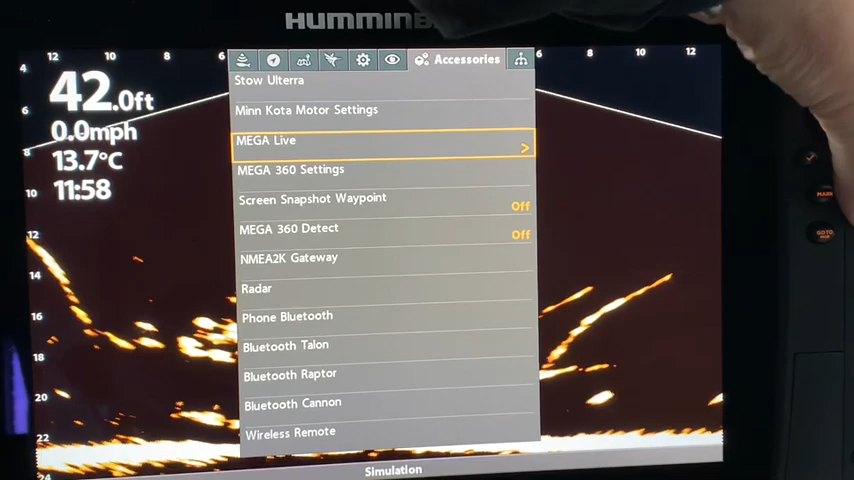 HUMMINB
12 10 8 6 8 10 12
4
6
8
10
12
14
16
18
20
22
24
42.0ft
0.0mph
13.7°C
11:58
Accessories
Stow Ulterra
Minn Kota Motor Settings
MEGA Live >
MEGA 360 Settings
Screen Snapshot Waypoint Off
MEGA 360 Detect Off
NMEA2K Gateway
Radar
Phone Bluetooth
Bluetooth Talon
Bluetooth Raptor
Bluetooth Cannon
Wireless Remote
Simulation
MARK
GO TO